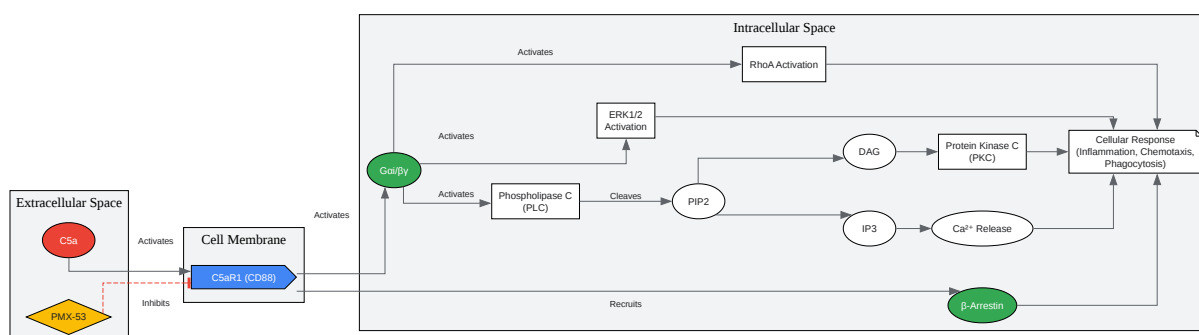 Intracellular Space
Activates
RhoA Activation
ERK1/2
Activation
Activates
Cellular Response
(Inflammation, Chemotaxis,
Phagocytosis)
DAG
Protein Kinase C
(PKC)
Gαi/βγ
Activates
Phospholipase C
(PLC)
Cleaves
PIP2
IP3
Ca²⁺ Release
Extracellular Space
C5a
Activates
Activates
Cell Membrane
C5aR1 (CD88)
Inhibits
PMX-53
Recruits
β-Arrestin